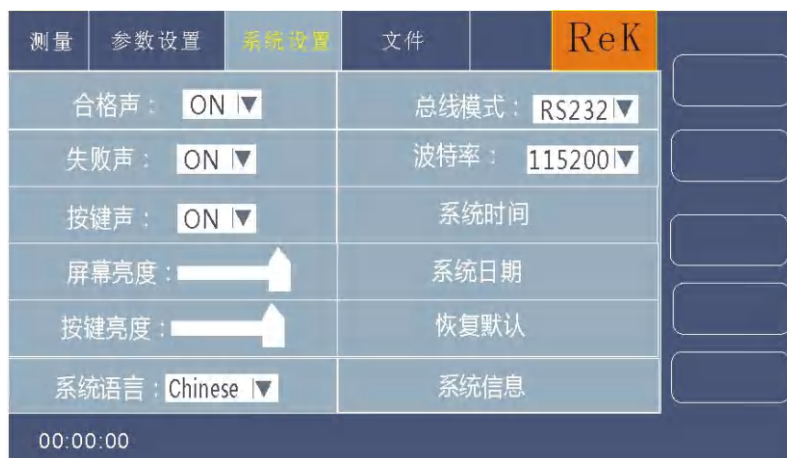 测量 参数设置 系统设置 文件 ReK
合格声： ON 总线模式： RS232
失败声： ON 波特率： 115200
按键声： ON 系统时间
屏幕亮度： 系统日期
按键亮度： 恢复默认
系统语言：Chinese 系统信息
00:00:00